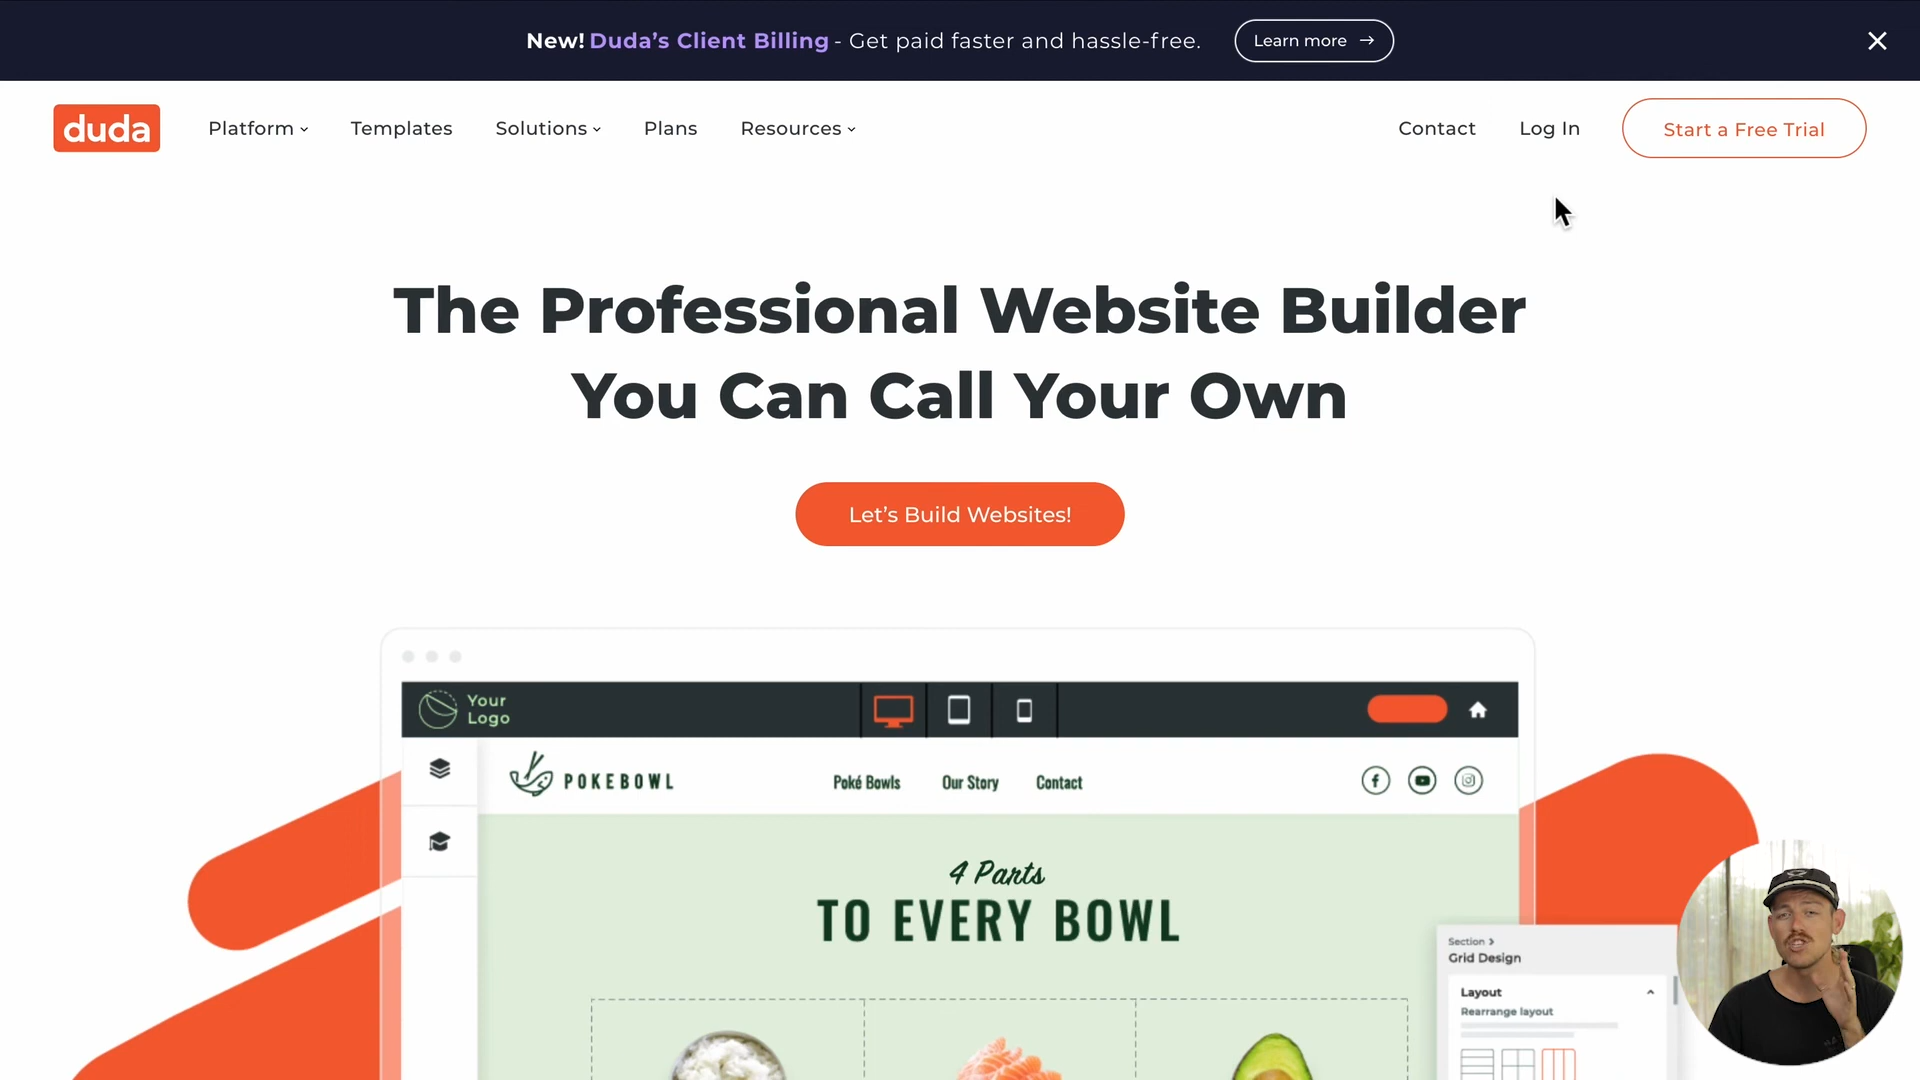 New! Duda's Client Billing - Get paid faster and hassle-free. Learn more →
duda Platform Templates Solutions Plans Resources Contact Log In Start a Free Trial
The Professional Website Builder
You Can Call Your Own
Let's Build Websites!
Your
Logo
POKEBOWL Poké Bowls Our Story Contact
4 Parts
TO EVERY BOWL
Section >
Grid Design
Layout
Rearrange layout